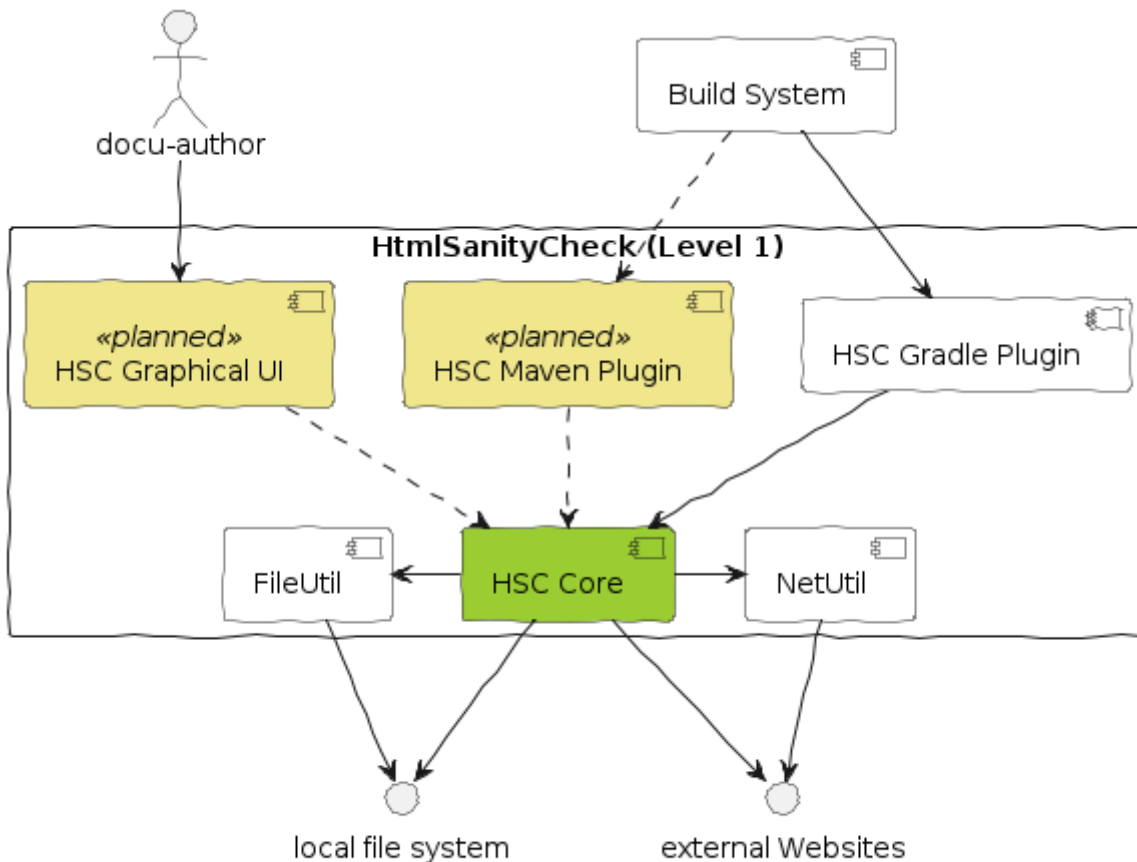 docu-author
Build System
HtmlSanityCheck (Level 1)
«planned»
HSC Graphical UI
«planned»
HSC Maven Plugin
HSC Gradle Plugin
FileUtil
HSC Core
NetUtil
local file system
external Websites